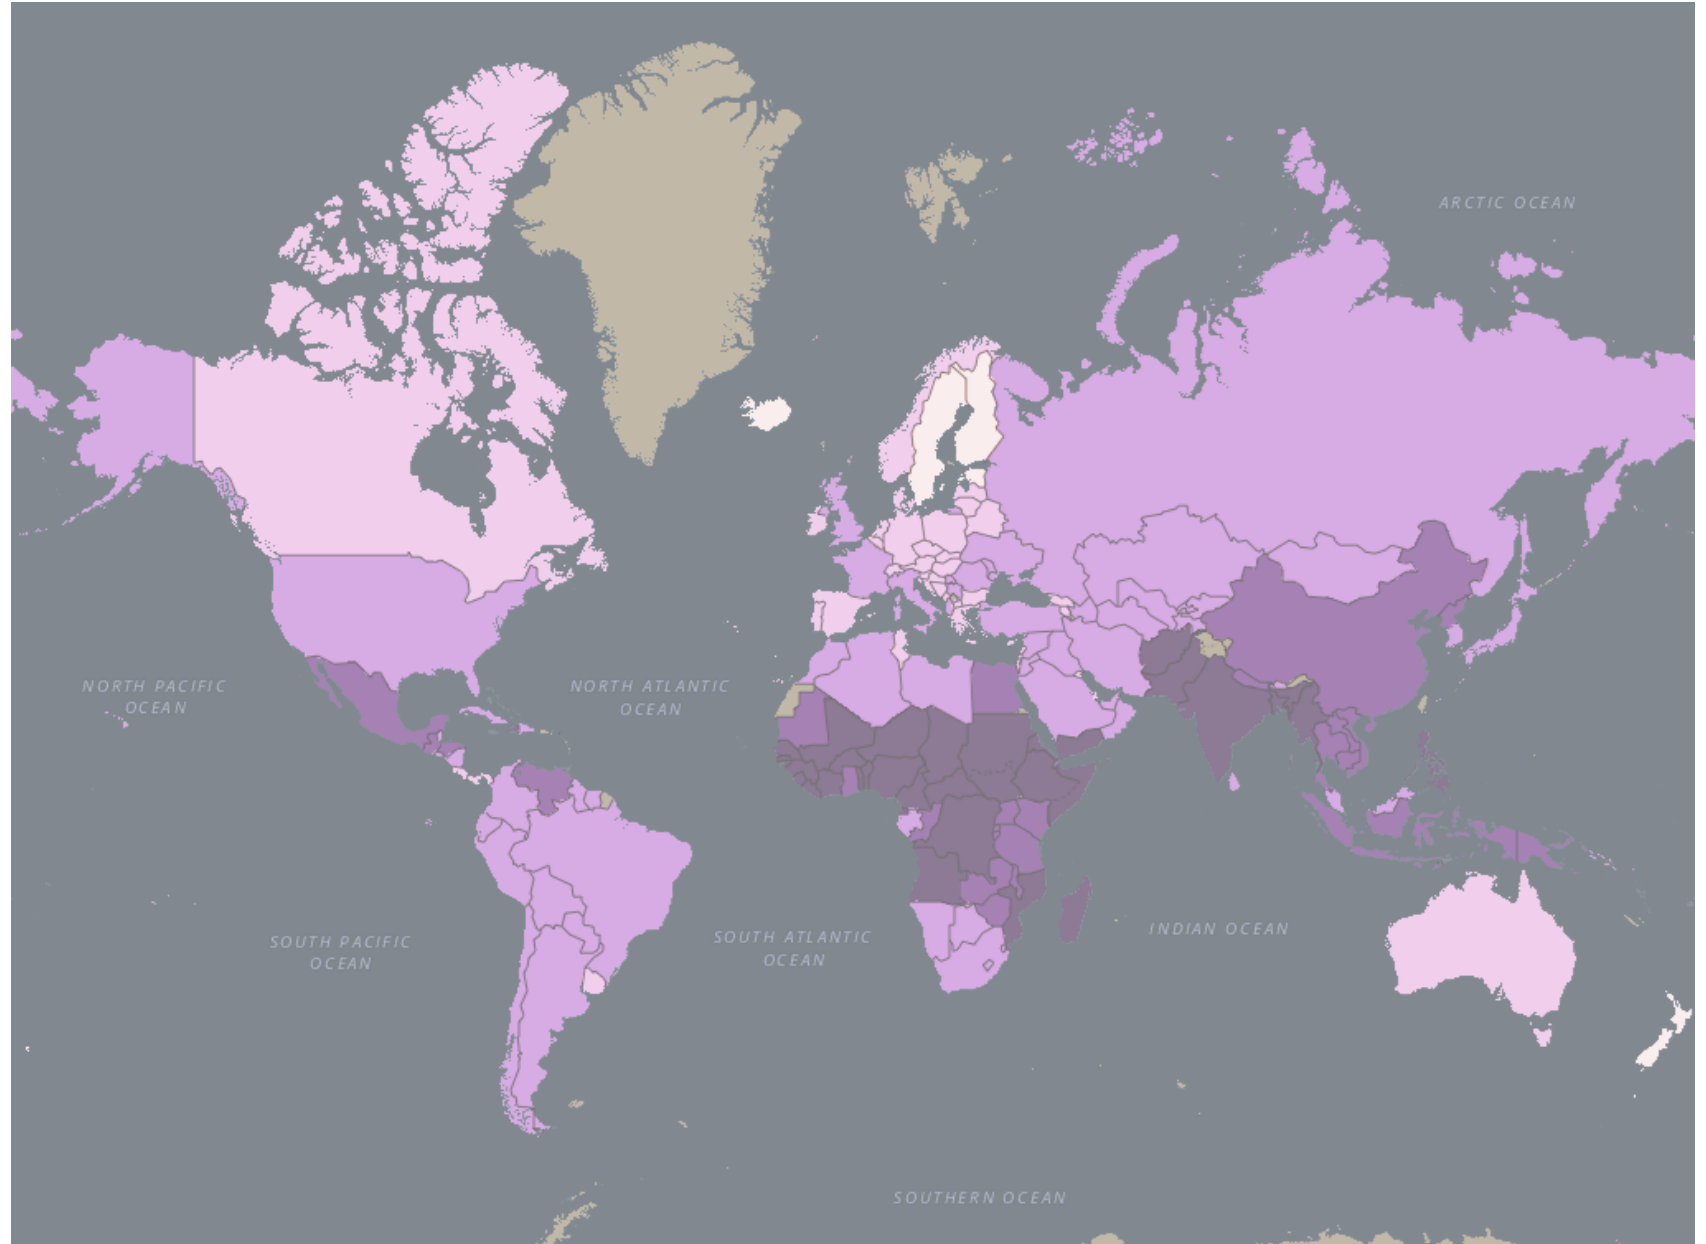 ARCTIC OCEAN
NORTH PACIFIC
OCEAN
NORTH ATLANTIC
OCEAN
SOUTH PACIFIC
OCEAN
SOUTH ATLANTIC
OCEAN
INDIAN OCEAN
SOUTHERN OCEAN